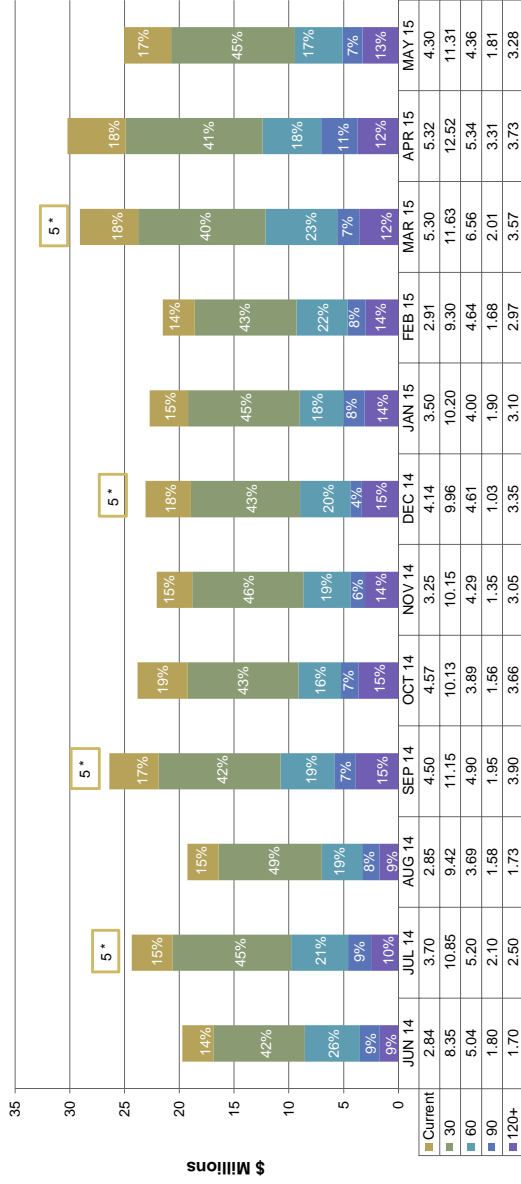 $ Millions
35
30
25
20
15
10
5
0
5 *
5 *
5 *
5 *
14% 15% 15% 17% 19% 15% 18% 15% 14% 18% 18% 17%
42% 45% 49% 42% 43% 46% 43% 45% 43% 40% 41% 45%
26% 21% 19% 19% 16% 19% 20% 18% 22% 23% 18% 17%
9% 9% 8% 7% 7% 6% 4% 8% 8% 7% 11% 7%
9% 10% 9% 15% 15% 14% 15% 14% 14% 12% 12% 13%
JUN 14 JUL 14 AUG 14 SEP 14 OCT 14 NOV 14 DEC 14 JAN 15 FEB 15 MAR 15 APR 15 MAY 15
Current 2.84 3.70 2.85 4.50 4.57 3.25 4.14 3.50 2.91 5.30 5.32 4.30
30 8.35 10.85 9.42 11.15 10.13 10.15 9.96 10.20 9.30 11.63 12.52 11.31
60 5.04 5.20 3.69 4.90 3.89 4.29 4.61 4.00 4.64 6.56 5.34 4.36
90 1.80 2.10 1.58 1.95 1.56 1.35 1.03 1.90 1.68 2.01 3.31 1.81
120+ 1.70 2.50 1.73 3.90 3.66 3.05 3.35 3.10 2.97 3.57 3.73 3.28